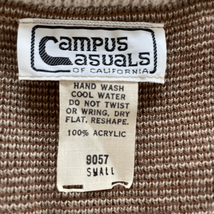 Campus
Casuals
OF CALIFORNIA
HAND WASH
COOL WATER
DO NOT TWIST
OR WRING, DRY
FLAT. RESHAPE.
100% ACRYLIC
9057
SMALL